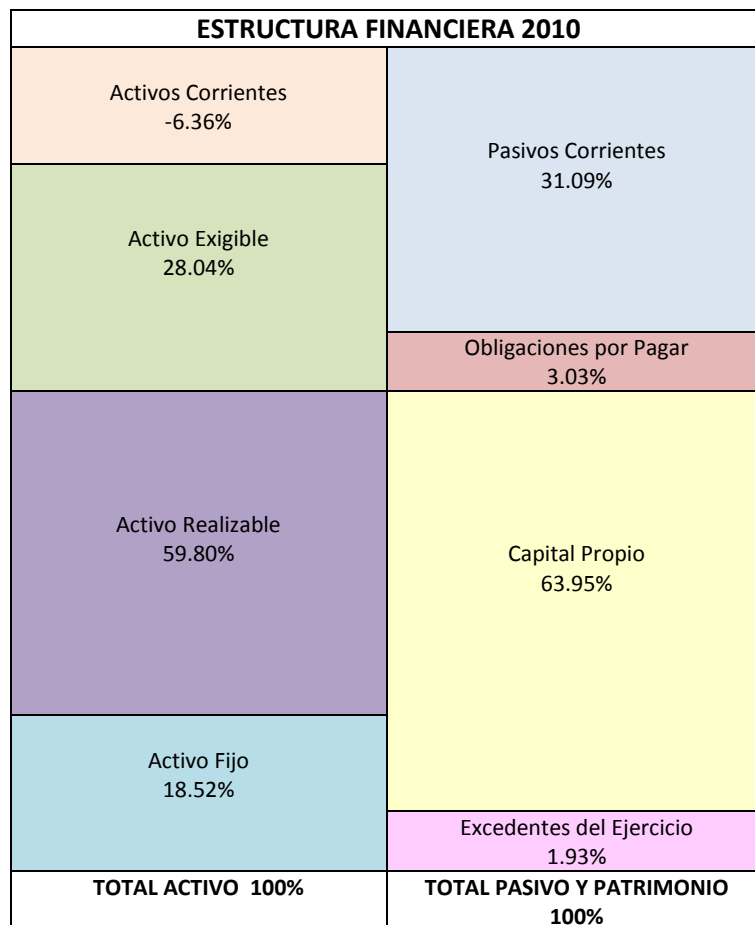 ESTRUCTURA FINANCIERA 2010
Activos Corrientes
-6.36%
Activo Exigible
28.04%
Activo Realizable
59.80%
Activo Fijo
18.52%
TOTAL ACTIVO 100%
Pasivos Corrientes
31.09%
Obligaciones por Pagar
3.03%
Capital Propio
63.95%
Excedentes del Ejercicio
1.93%
TOTAL PASIVO Y PATRIMONIO
100%